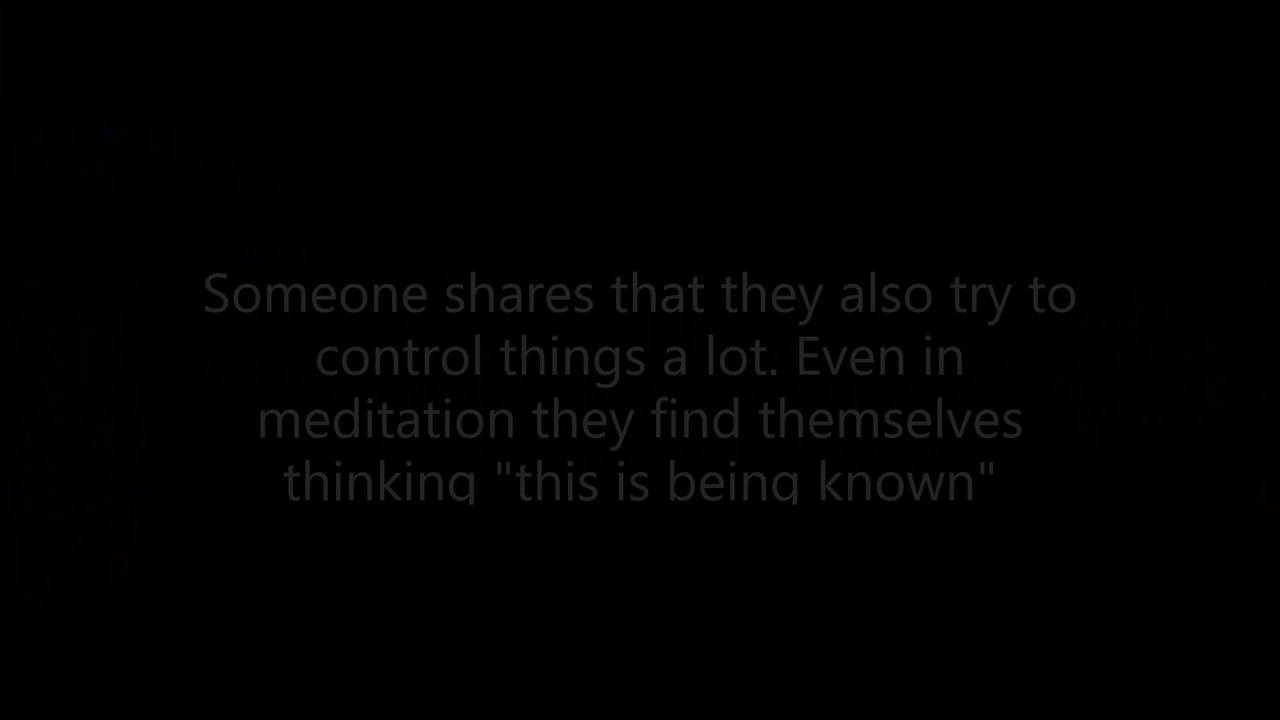 Someone shares that they also try to
control things a lot. Even in
meditation they find themselves
thinking "this is being known"